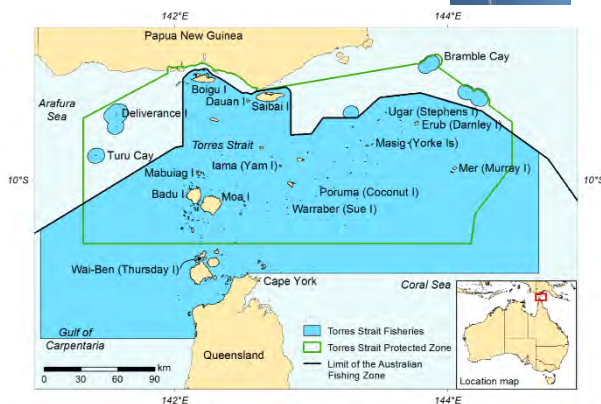 142°E
144°E
Papua New Guinea
Bramble Cay
Boigu I
Arafura
Sea
Dauan I
Saibai I
Deliverance I
Ugar (Stephens I)
Erub (Darnley I)
Torres Strait
Masig (Yorke Is)
Turu Cay
Iama (Yam I)
Mabuiag I
Mer (Murray I)
10°S
10°S
Badu I
Moa I
Poruma (Coconut I)
Warraber (Sue I)
Wai-Ben (Thursday I)
Cape York
Coral Sea
Gulf of
Carpentaria
Torres Strait Fisheries
Torres Strait Protected Zone
Limit of the Australian
Fishing Zone
Queensland
km
0 15 30 60 90
Location map
142°E
144°E